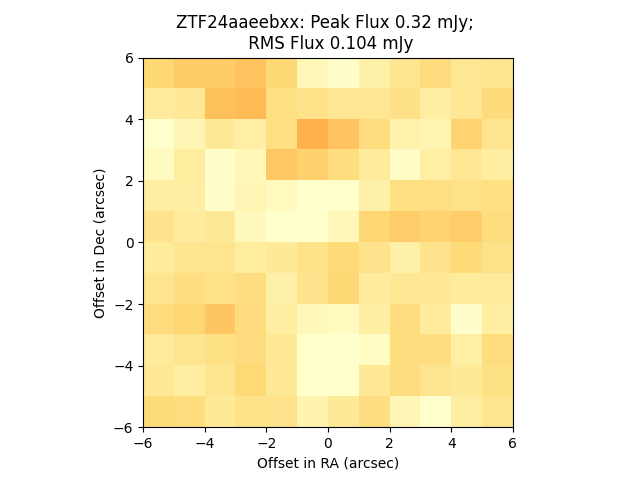 ZTF24aaeebxx: Peak Flux 0.32 mJy;
RMS Flux 0.104 mJy
6
4
2
0
−2
−4
−6
Offset in Dec (arcsec)
−6 −4 −2 0 2 4 6
Offset in RA (arcsec)